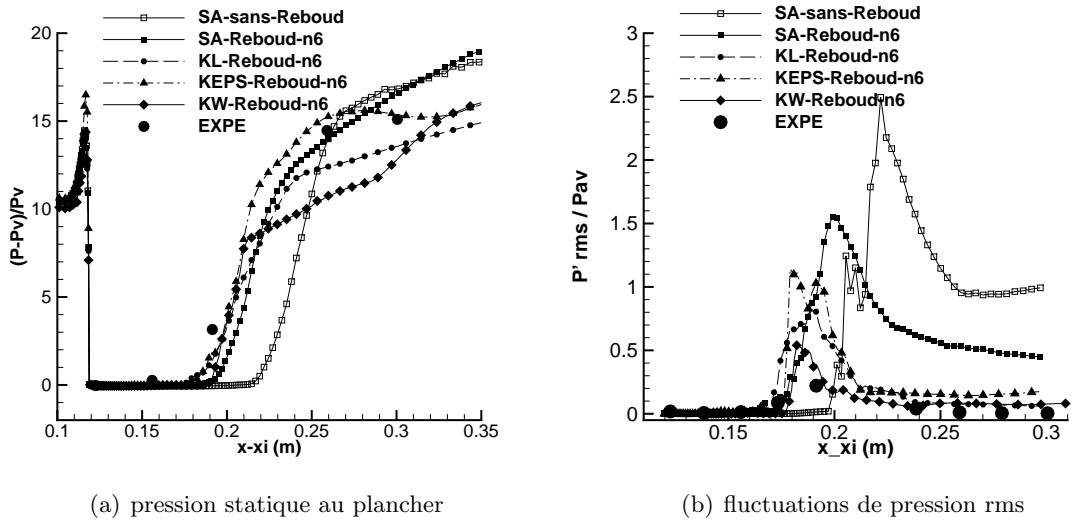 SA-sans-Reboud
SA-Reboud-n6
KL-Reboud-n6
KEPS-Reboud-n6
KW-Reboud-n6
EXPE
20
15
10
5
0
(P-Pv)/Pv
0.1 0.15 0.2 0.25 0.3 0.35
x-xi (m)
(a) pression statique au plancher
SA-sans-Reboud
SA-Reboud-n6
KL-Reboud-n6
KEPS-Reboud-n6
KW-Reboud-n6
EXPE
3
2.5
2
1.5
1
0.5
0
P' rms / Pav
0.15 0.2 0.25 0.3
x_xi (m)
(b) fluctuations de pression rms